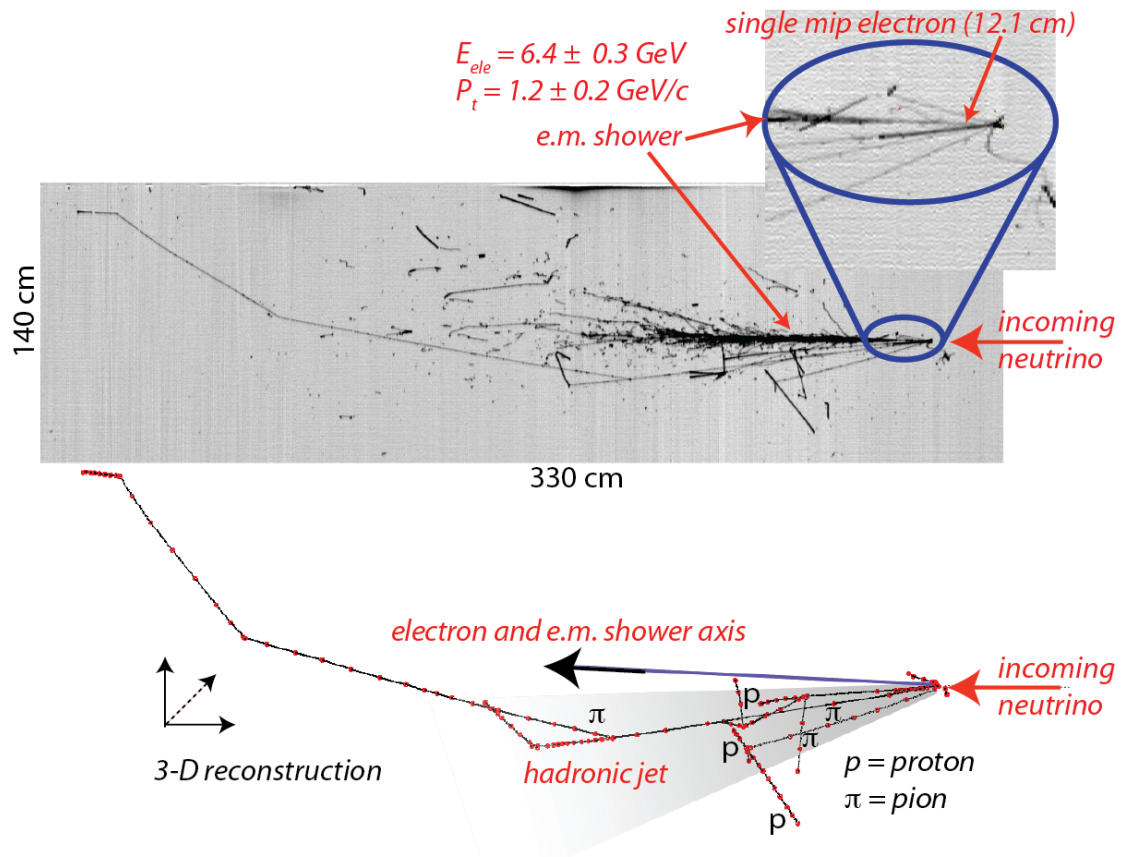 single mip electron (12.1 cm)
E_ele = 6.4 ± 0.3 GeV
P_t = 1.2 ± 0.2 GeV/c
e.m. shower
140 cm
incoming
neutrino
330 cm
electron and e.m. shower axis
incoming
neutrino
p
π
π
π
p
3-D reconstruction
hadronic jet
p = proton
π = pion
p